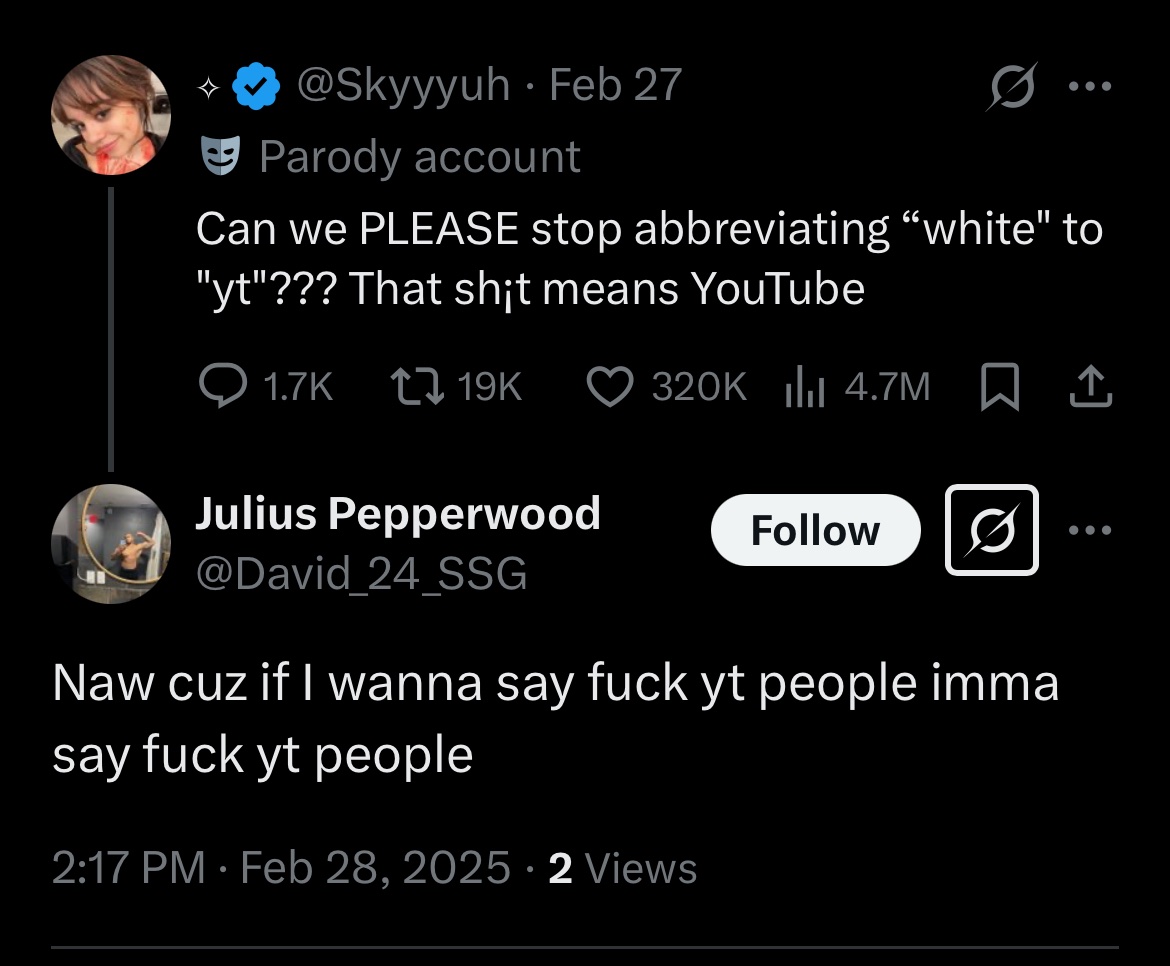 ✧ @Skyyyuh · Feb 27
Parody account
Can we PLEASE stop abbreviating “white" to
"yt"??? That sh¡t means YouTube
1.7K 19K 320K 4.7M
Julius Pepperwood
Follow
@David_24_SSG
Naw cuz if I wanna say fuck yt people imma
say fuck yt people
2:17 PM · Feb 28, 2025 · 2 Views